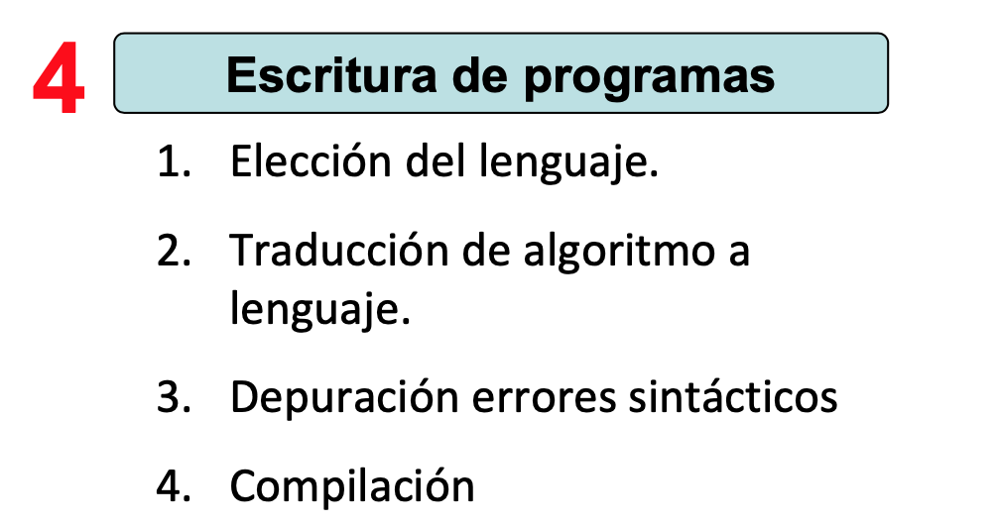 4
Escritura de programas
1. Elección del lenguaje.
2. Traducción de algoritmo a
lenguaje.
3. Depuración errores sintácticos
4. Compilación